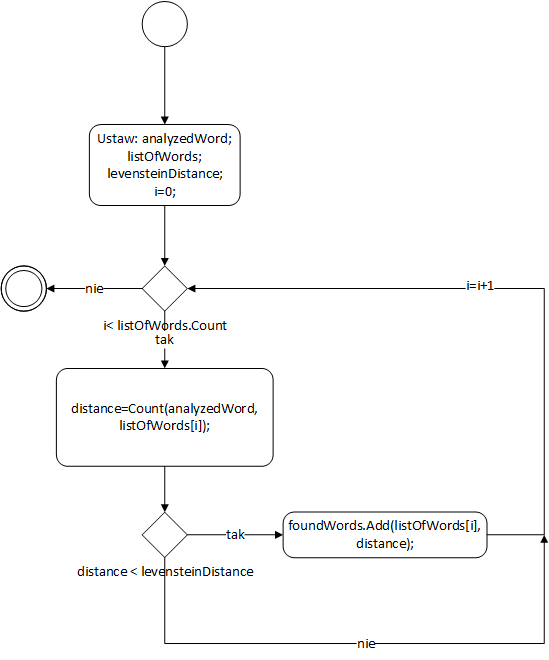 Ustaw: analyzedWord;
listOfWords;
levensteinDistance;
i=0;
nie
i=i+1
i< listOfWords.Count
tak
distance=Count(analyzedWord,
listOfWords[i]);
tak
foundWords.Add(listOfWords[i],
distance);
distance < levensteinDistance
nie